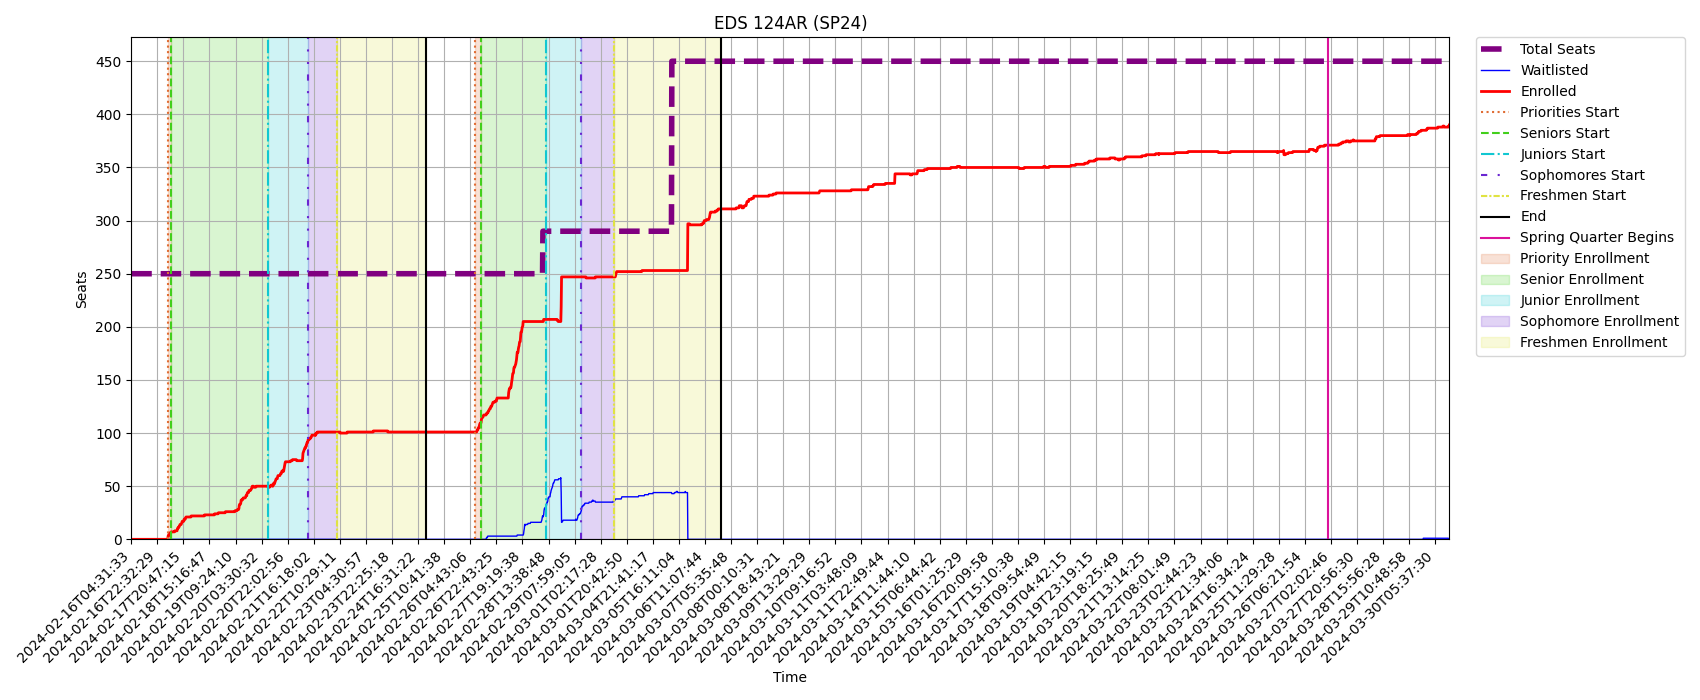 EDS 124AR (SP24)
Seats
450
400
350
300
250
200
150
100
50
0
2024-02-16T04:31:33
2024-02-16T22:32:29
2024-02-17T20:47:15
2024-02-18T15:16:47
2024-02-19T09:24:10
2024-02-20T03:30:32
2024-02-20T22:02:56
2024-02-21T16:18:02
2024-02-22T10:29:11
2024-02-23T04:30:57
2024-02-23T22:25:18
2024-02-24T16:31:22
2024-02-25T10:41:38
2024-02-26T04:43:06
2024-02-26T22:43:25
2024-02-27T19:19:38
2024-02-28T13:38:48
2024-02-29T07:59:05
2024-03-01T02:17:28
2024-03-01T20:42:50
2024-03-04T21:41:17
2024-03-05T16:11:04
2024-03-06T11:07:44
2024-03-07T05:35:48
2024-03-08T00:10:31
2024-03-08T18:43:21
2024-03-09T13:29:29
2024-03-10T09:16:52
2024-03-11T03:48:09
2024-03-11T22:49:44
2024-03-14T11:44:10
2024-03-15T06:44:42
2024-03-16T01:25:29
2024-03-16T20:09:58
2024-03-17T15:10:38
2024-03-18T09:54:49
2024-03-19T04:42:15
2024-03-19T23:19:15
2024-03-20T18:25:49
2024-03-21T13:14:25
2024-03-22T08:01:49
2024-03-23T02:44:23
2024-03-23T21:34:06
2024-03-24T16:34:24
2024-03-25T11:29:28
2024-03-26T06:21:54
2024-03-27T02:02:46
2024-03-27T20:56:30
2024-03-28T15:56:28
2024-03-29T10:48:59
2024-03-30T05:37:30
Time
Total Seats
Waitlisted
Enrolled
Priorities Start
Seniors Start
Juniors Start
Sophomores Start
Freshmen Start
End
Spring Quarter Begins
Priority Enrollment
Senior Enrollment
Junior Enrollment
Sophomore Enrollment
Freshmen Enrollment